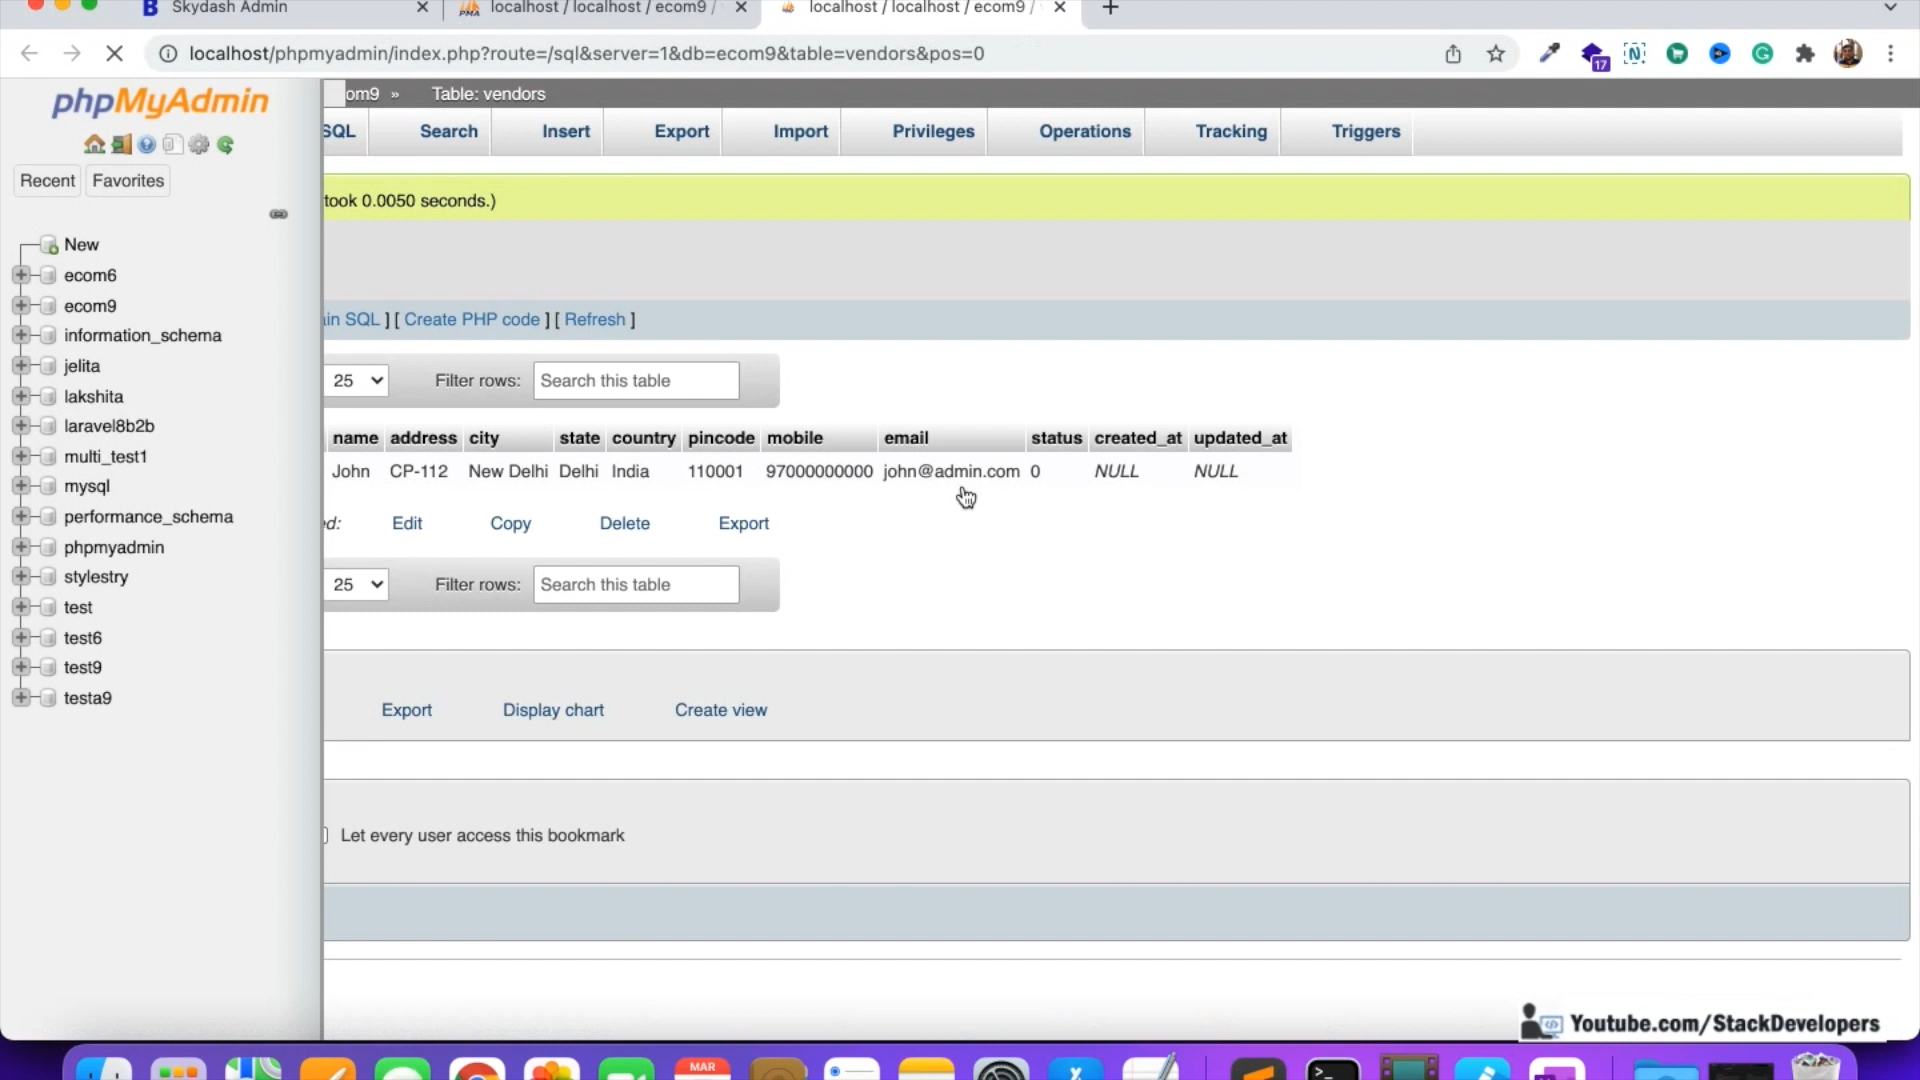 Skydash Admin
localhost / localhost / ecom9 /
localhost / localhost / ecom9 /
localhost/phpmyadmin/index.php?route=/sql&server=1&db=ecom9&table=vendors&pos=0
17
phpMyAdmin
om9 » Table: vendors
SQL Search Insert Export Import Privileges Operations Tracking Triggers
Recent Favorites
took 0.0050 seconds.)
New
ecom6
ecom9
information_schema
jelita
lakshita
laravel8b2b
multi_test1
mysql
performance_schema
phpmyadmin
stylestry
test
test6
test9
testa9
in SQL ] [ Create PHP code ] [ Refresh ]
25 Filter rows: Search this table
name address city state country pincode mobile email status created_at updated_at
John CP-112 New Delhi Delhi India 110001 97000000000 john@admin.com 0 NULL NULL
d: Edit Copy Delete Export
25 Filter rows: Search this table
Export Display chart Create view
Let every user access this bookmark
Youtube.com/StackDevelopers
MAR